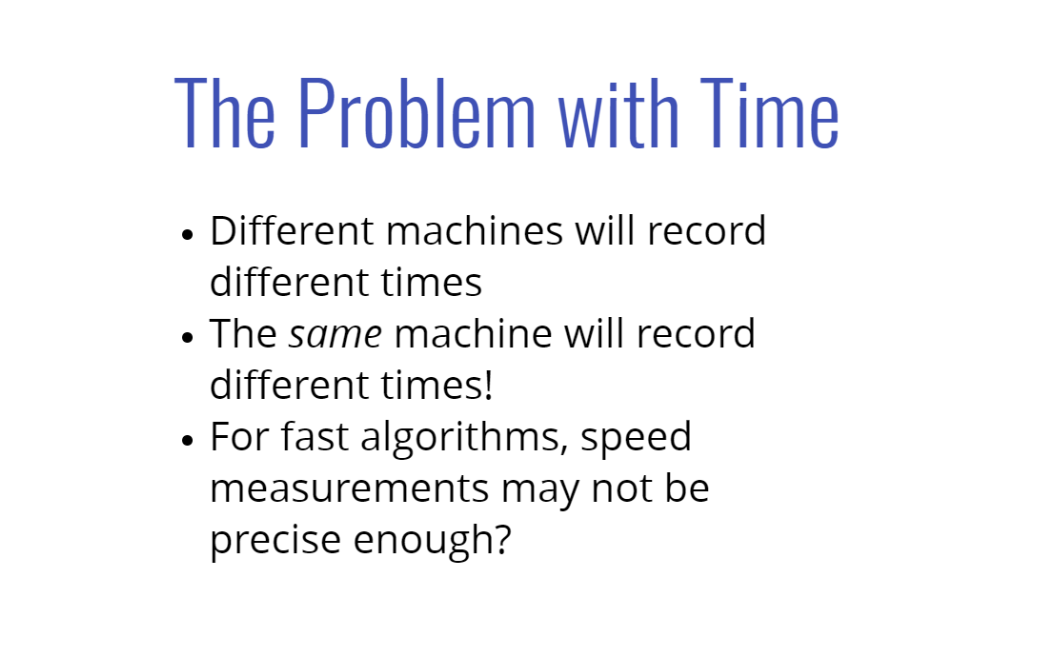 The Problem with Time
• Different machines will record
different times
• The same machine will record
different times!
• For fast algorithms, speed
measurements may not be
precise enough?